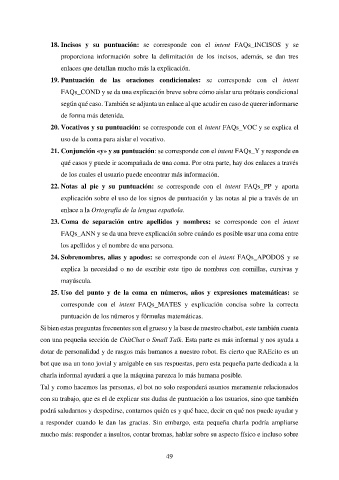 18. Incisos y su puntuación: se corresponde con el intent FAQs_INCISOS y se
proporciona información sobre la delimitación de los incisos, además, se dan tres
enlaces que detallan mucho más la explicación.
19. Puntuación de las oraciones condicionales: se corresponde con el intent
FAQs_COND y se da una explicación breve sobre cómo aislar una prótasis condicional
según qué caso. También se adjunta un enlace al que acudir en caso de querer informarse
de forma más detenida.
20. Vocativos y su puntuación: se corresponde con el intent FAQs_VOC y se explica el
uso de la coma para aislar el vocativo.
21. Conjunción «y» y su puntuación: se corresponde con el intent FAQs_Y y responde en
qué casos y puede ir acompañada de una coma. Por otra parte, hay dos enlaces a través
de los cuales el usuario puede encontrar más información.
22. Notas al pie y su puntuación: se corresponde con el intent FAQs_PP y aporta
explicación sobre el uso de los signos de puntuación y las notas al pie a través de un
enlace a la Ortografía de la lengua española.
23. Coma de separación entre apellidos y nombres: se corresponde con el intent
FAQs_ANN y se da una breve explicación sobre cuándo es posible usar una coma entre
los apellidos y el nombre de una persona.
24. Sobrenombres, alias y apodos: se corresponde con el intent FAQs_APODOS y se
explica la necesidad o no de escribir este tipo de nombres con comillas, cursivas y
mayúscula.
25. Uso del punto y de la coma en números, años y expresiones matemáticas: se
corresponde con el intent FAQs_MATES y explicación concisa sobre la correcta
puntuación de los números y fórmulas matemáticas.
Si bien estas preguntas frecuentes son el grueso y la base de nuestro chatbot, este también cuenta
con una pequeña sección de ChitChat o Small Talk. Esta parte es más informal y nos ayuda a
dotar de personalidad y de rasgos más humanos a nuestro robot. Es cierto que RAEcito es un
bot que usa un tono jovial y amigable en sus respuestas, pero esta pequeña parte dedicada a la
charla informal ayudará a que la máquina parezca lo más humana posible.
Tal y como hacemos las personas, el bot no solo responderá asuntos meramente relacionados
con su trabajo, que es el de explicar sus dudas de puntuación a los usuarios, sino que también
podrá saludarnos y despedirse, contarnos quién es y qué hace, decir en qué nos puede ayudar y
a responder cuando le dan las gracias. Sin embargo, esta pequeña charla podría ampliarse
mucho más: responder a insultos, contar bromas, hablar sobre su aspecto físico e incluso sobre
49